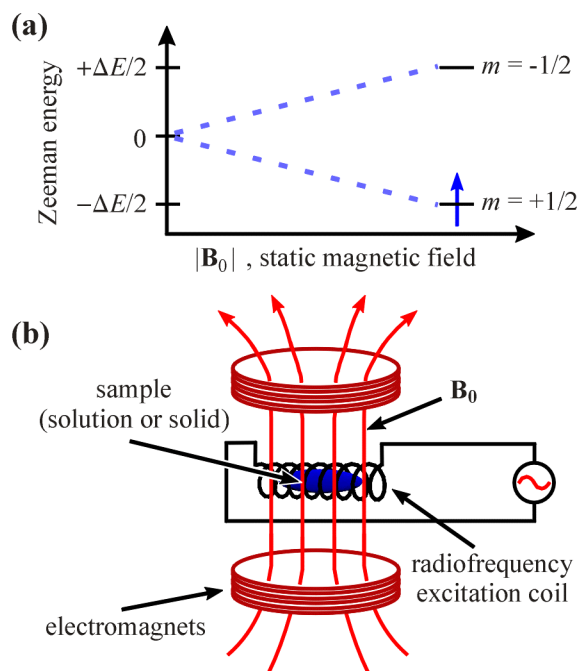 (a)
Zeeman energy
+ΔE/2
0
−ΔE/2
m = -1/2
m = +1/2
|B₀| , static magnetic field
(b)
sample
(solution or solid)
B₀
radiofrequency
excitation coil
electromagnets